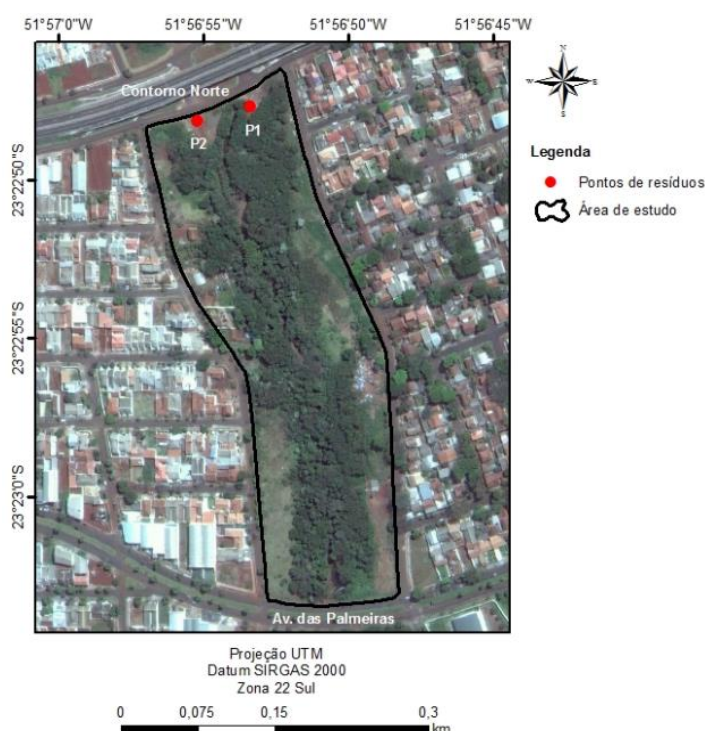 51°57'0"W 51°56'55"W 51°56'50"W 51°56'45"W
N
W E
S
Contorno Norte
P1
P2
Legenda
Pontos de resíduos
Área de estudo
23°22'50"S
23°22'55"S
23°23'0"S
Av. das Palmeiras
Projeção UTM
Datum SIRGAS 2000
Zona 22 Sul
0 0,075 0,15 0,3
km